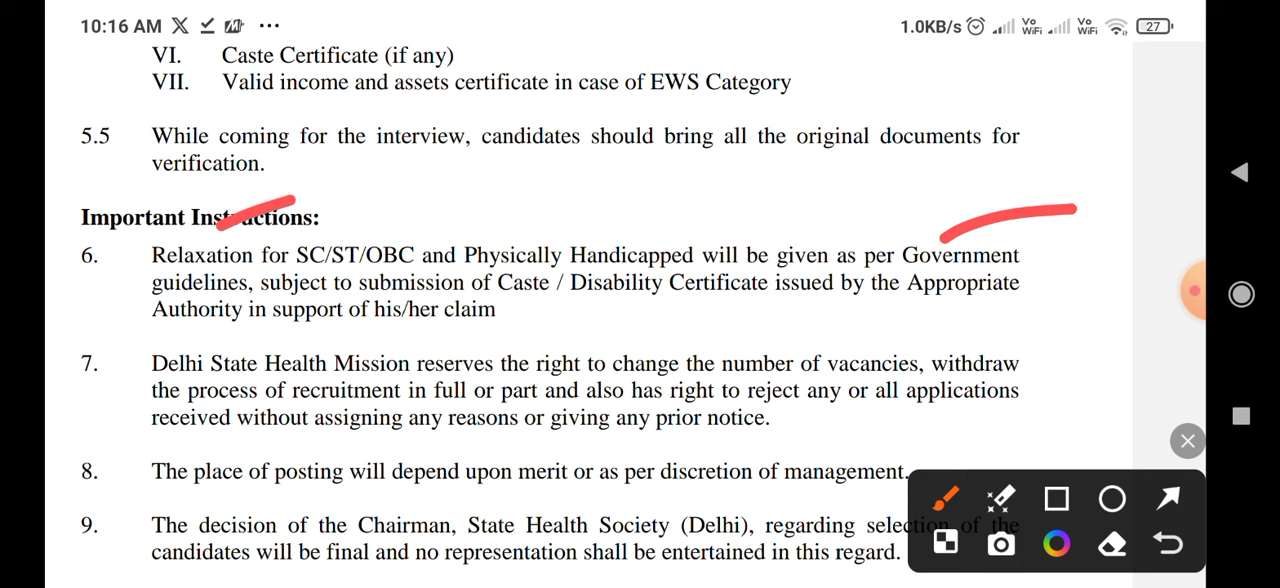 10:16 AM
1.0KB/s Vo WiFi Vo WiFi 27
VI. Caste Certificate (if any)
VII. Valid income and assets certificate in case of EWS Category
5.5 While coming for the interview, candidates should bring all the original documents for
verification.
Important Instructions:
6. Relaxation for SC/ST/OBC and Physically Handicapped will be given as per Government
guidelines, subject to submission of Caste / Disability Certificate issued by the Appropriate
Authority in support of his/her claim
7. Delhi State Health Mission reserves the right to change the number of vacancies, withdraw
the process of recruitment in full or part and also has right to reject any or all applications
received without assigning any reasons or giving any prior notice.
8. The place of posting will depend upon merit or as per discretion of management.
9. The decision of the Chairman, State Health Society (Delhi), regarding selection of the
candidates will be final and no representation shall be entertained in this regard.